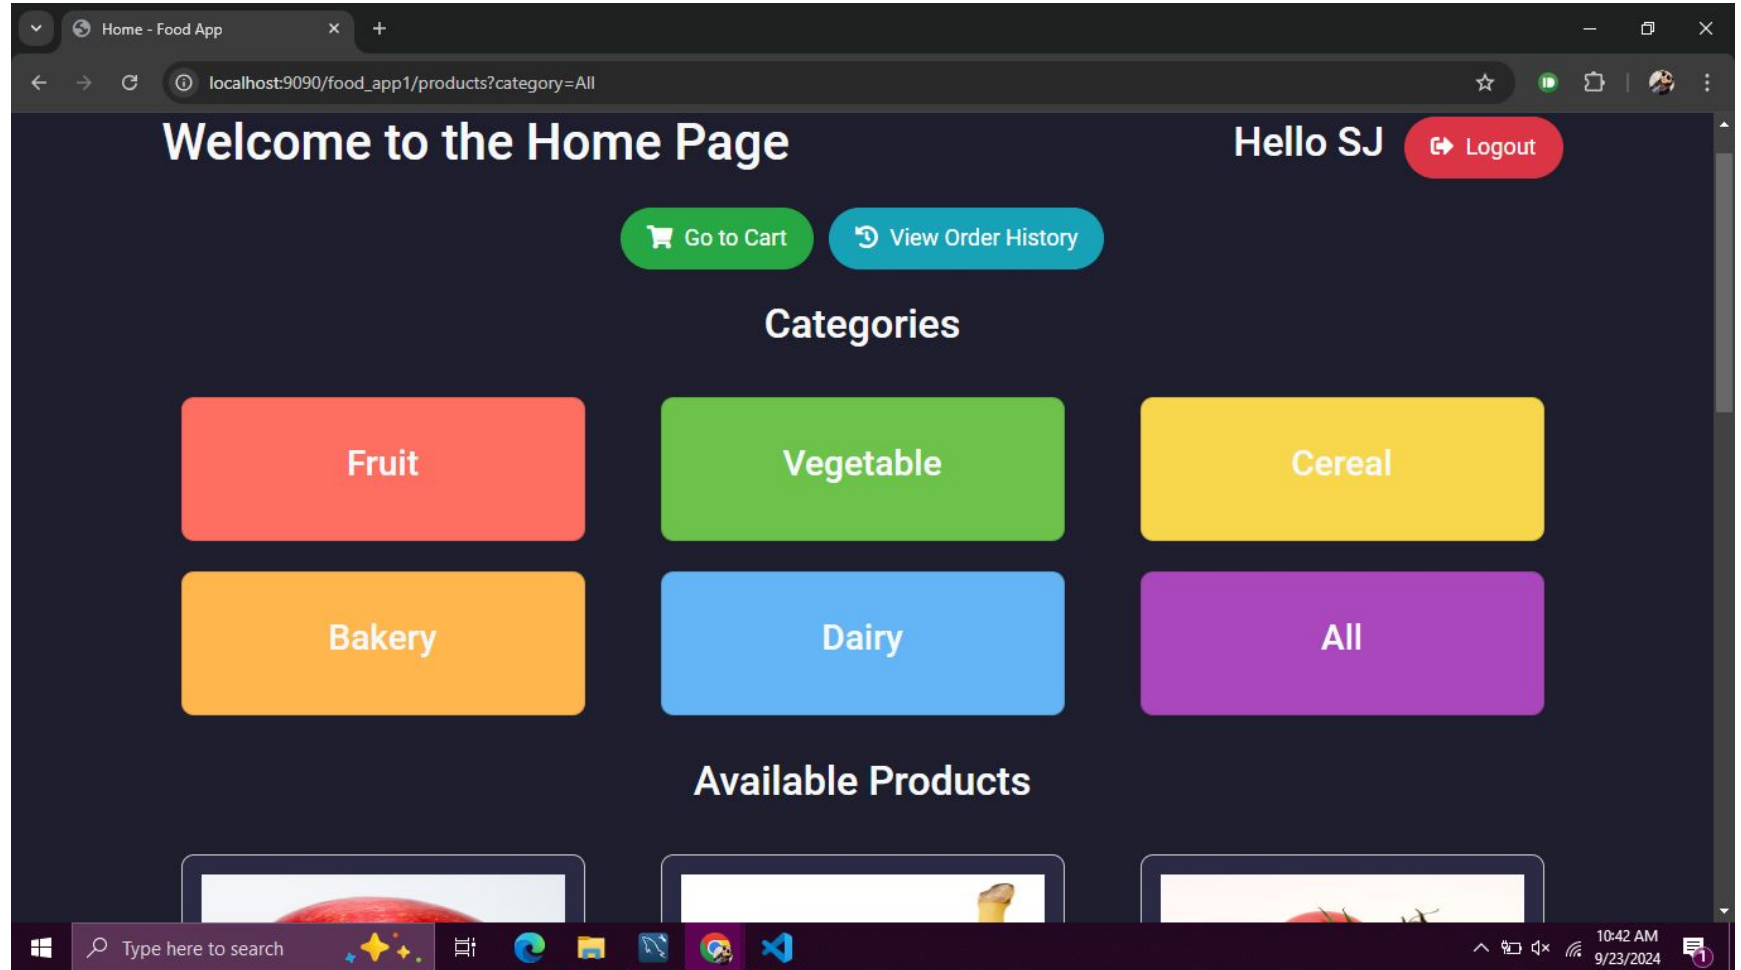 Home - Food App
localhost:9090/food_app1/products?category=All
Welcome to the Home Page
Hello SJ
Logout
Go to Cart
View Order History
Categories
Fruit
Vegetable
Cereal
Bakery
Dairy
All
Available Products
Type here to search
10:42 AM
9/23/2024
1